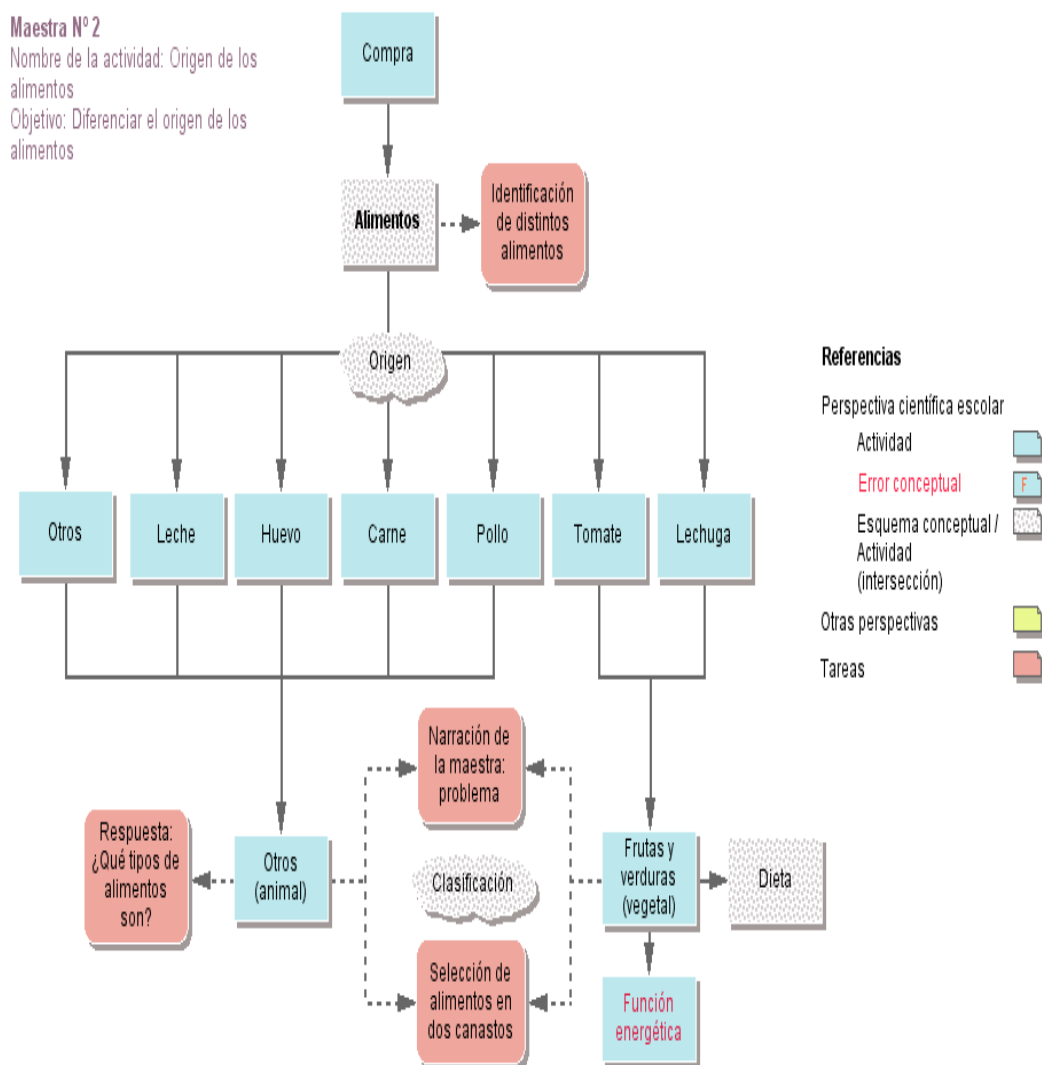 Maestra Nº 2
Nombre de la actividad: Origen de los
alimentos
Objetivo: Diferenciar el origen de los
alimentos
Compra
Alimentos
Identificación
de distintos
alimentos
Origen
Otros
Leche
Huevo
Carne
Pollo
Tomate
Lechuga
Referencias
Perspectiva científica escolar
Actividad
Error conceptual
F
Esquema conceptual /
Actividad
(intersección)
Otras perspectivas
Tareas
Narración de
la maestra:
problema
Respuesta:
¿Qué tipos de
alimentos
son?
Otros
(animal)
Clasificación
Frutas y
verduras
(vegetal)
Dieta
Selección de
alimentos en
dos canastos
Función
energética